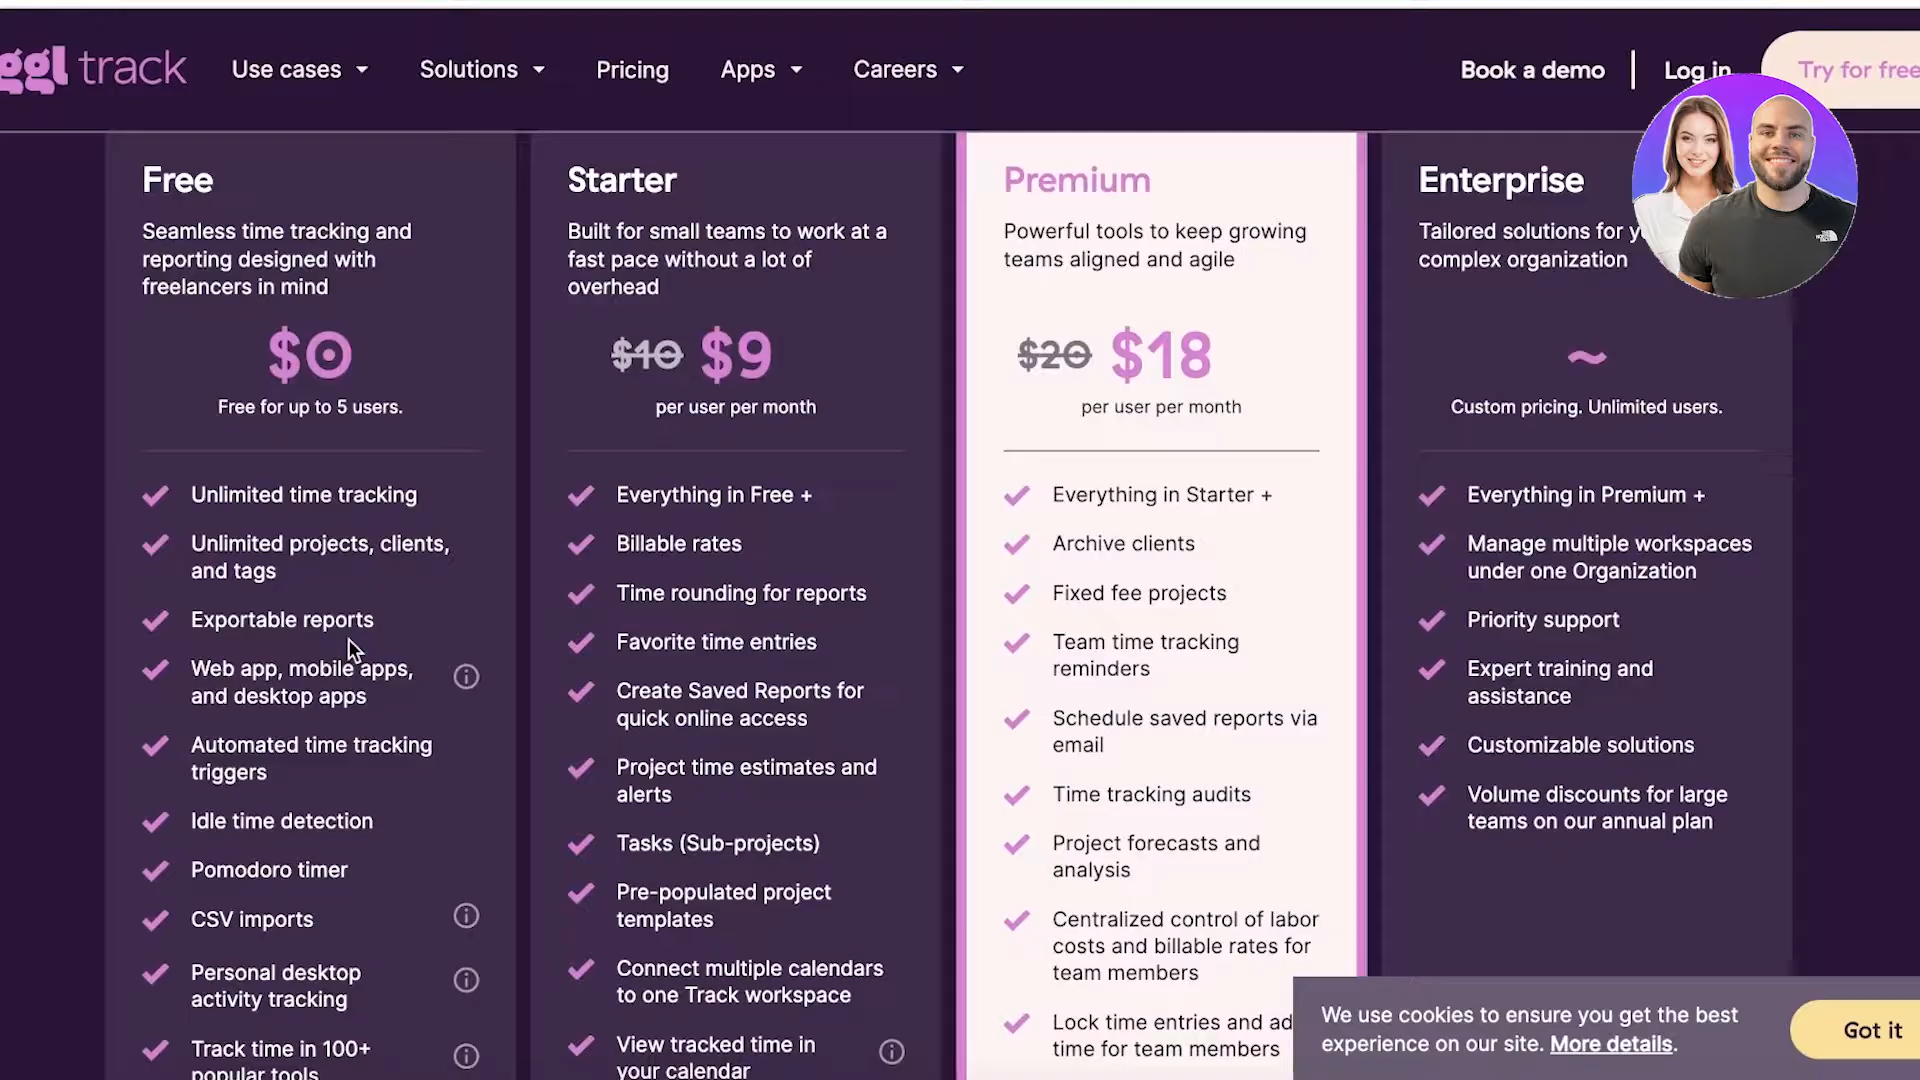 ggl track
Use cases
Solutions
Pricing
Apps
Careers
Book a demo
Log in
Try for free
Free
Seamless time tracking and
reporting designed with
freelancers in mind
$0
Free for up to 5 users.
Unlimited time tracking
Unlimited projects, clients,
and tags
Exportable reports
Web app, mobile apps,
and desktop apps
Automated time tracking
triggers
Idle time detection
Pomodoro timer
CSV imports
Personal desktop
activity tracking
Track time in 100+
popular tools
Starter
Built for small teams to work at a
fast pace without a lot of
overhead
$10 $9
per user per month
Everything in Free +
Billable rates
Time rounding for reports
Favorite time entries
Create Saved Reports for
quick online access
Project time estimates and
alerts
Tasks (Sub-projects)
Pre-populated project
templates
Connect multiple calendars
to one Track workspace
View tracked time in
your calendar
Premium
Powerful tools to keep growing
teams aligned and agile
$20 $18
per user per month
Everything in Starter +
Archive clients
Fixed fee projects
Team time tracking
reminders
Schedule saved reports via
email
Time tracking audits
Project forecasts and
analysis
Centralized control of labor
costs and billable rates for
team members
Lock time entries and ad
time for team members
Enterprise
Tailored solutions for y
complex organization
~
Custom pricing. Unlimited users.
Everything in Premium +
Manage multiple workspaces
under one Organization
Priority support
Expert training and
assistance
Customizable solutions
Volume discounts for large
teams on our annual plan
We use cookies to ensure you get the best
experience on our site. More details.
Got it